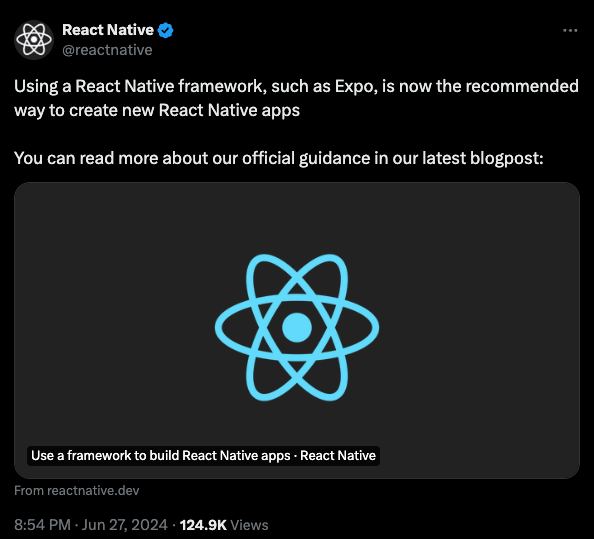 React Native
@reactnative
Using a React Native framework, such as Expo, is now the recommended
way to create new React Native apps
You can read more about our official guidance in our latest blogpost:
Use a framework to build React Native apps · React Native
From reactnative.dev
8:54 PM · Jun 27, 2024 · 124.9K Views